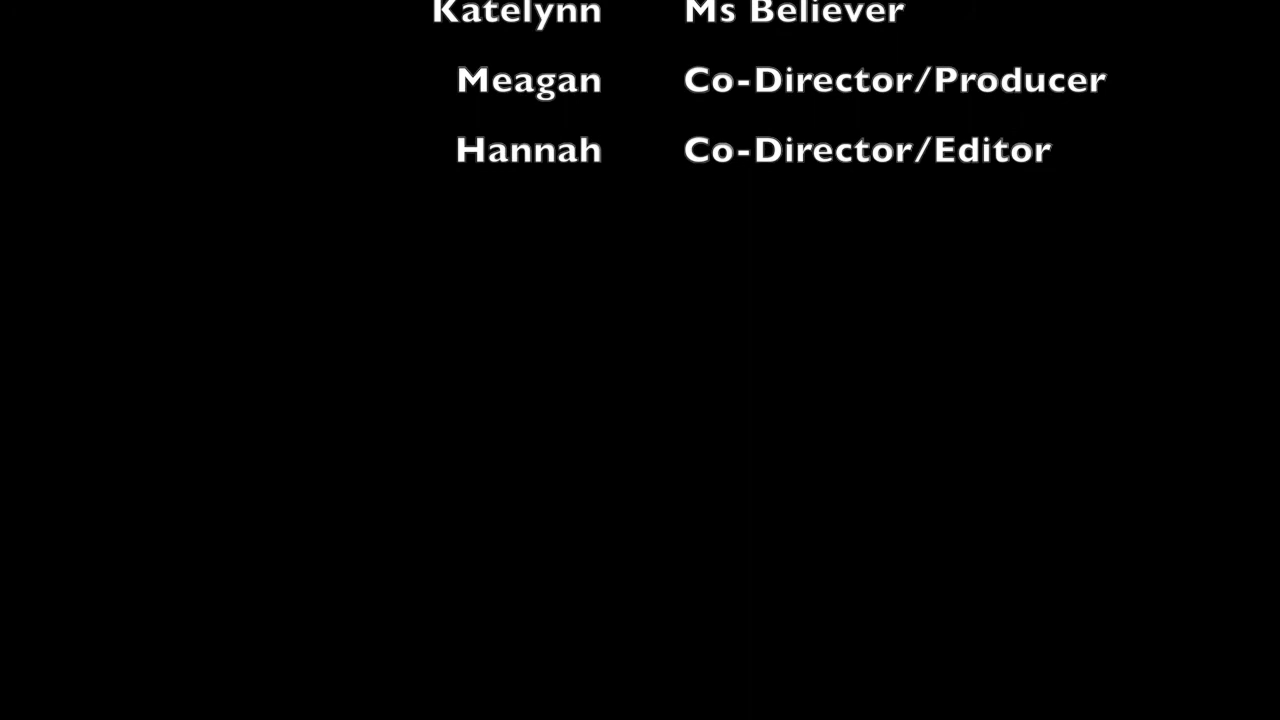 Katelynn Ms Believer
Meagan Co-Director/Producer
Hannah Co-Director/Editor